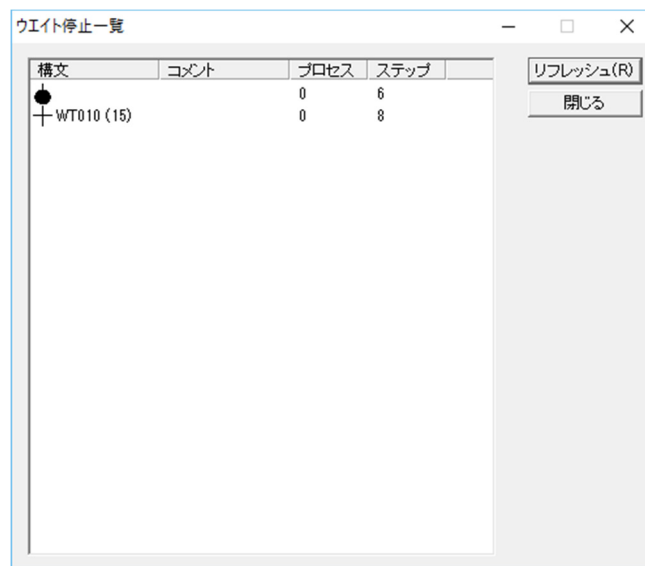 ウエイト停止一覧
構文 コメント プロセス ステップ
0 6
WT010 (15) 0 8
リフレッシュ(R)
閉じる